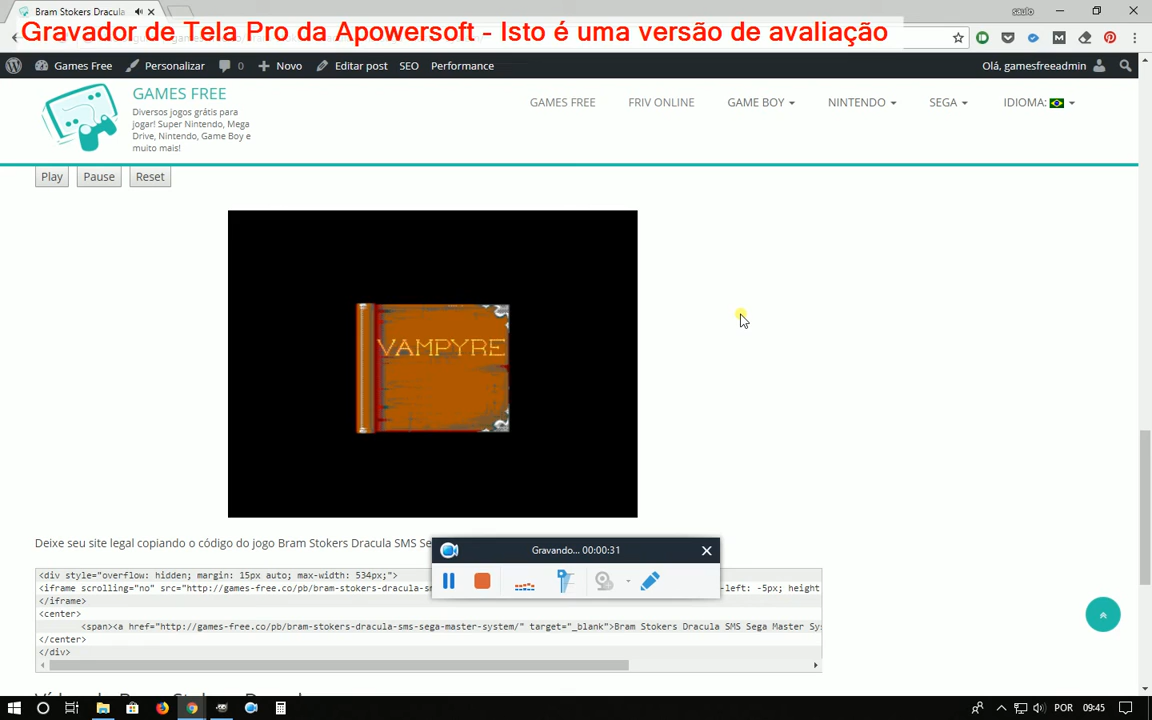 Bram Stokers Dracula
saulo
Gravador de Tela Pro da Apowersoft - Isto é uma versão de avaliação
Games Free
Personalizar
0
Novo
Editar post
SEO
Performance
Olá, gamesfreeadmin
GAMES FREE
Diversos jogos grátis para
jogar! Super Nintendo, Mega
Drive, Nintendo, Game Boy e
muito mais!
GAMES FREE
FRIV ONLINE
GAME BOY
NINTENDO
SEGA
IDIOMA:
Play
Pause
Reset
VAMPYRE
Deixe seu site legal copiando o código do jogo Bram Stokers Dracula SMS Se
Gravando... 00:00:31
<div style="overflow: hidden; margin: 15px auto; max-width: 534px;">
<iframe scrolling="no" src="http://games-free.co/pb/bram-stokers-dracula-sm
-left: -5px; height
</iframe>
<center>
<span><a href="http://games-free.co/pb/bram-stokers-dracula-sms-sega-master-system/" target="_blank">Bram Stokers Dracula SMS Sega Master Sys
</center>
</div>
POR
09:45